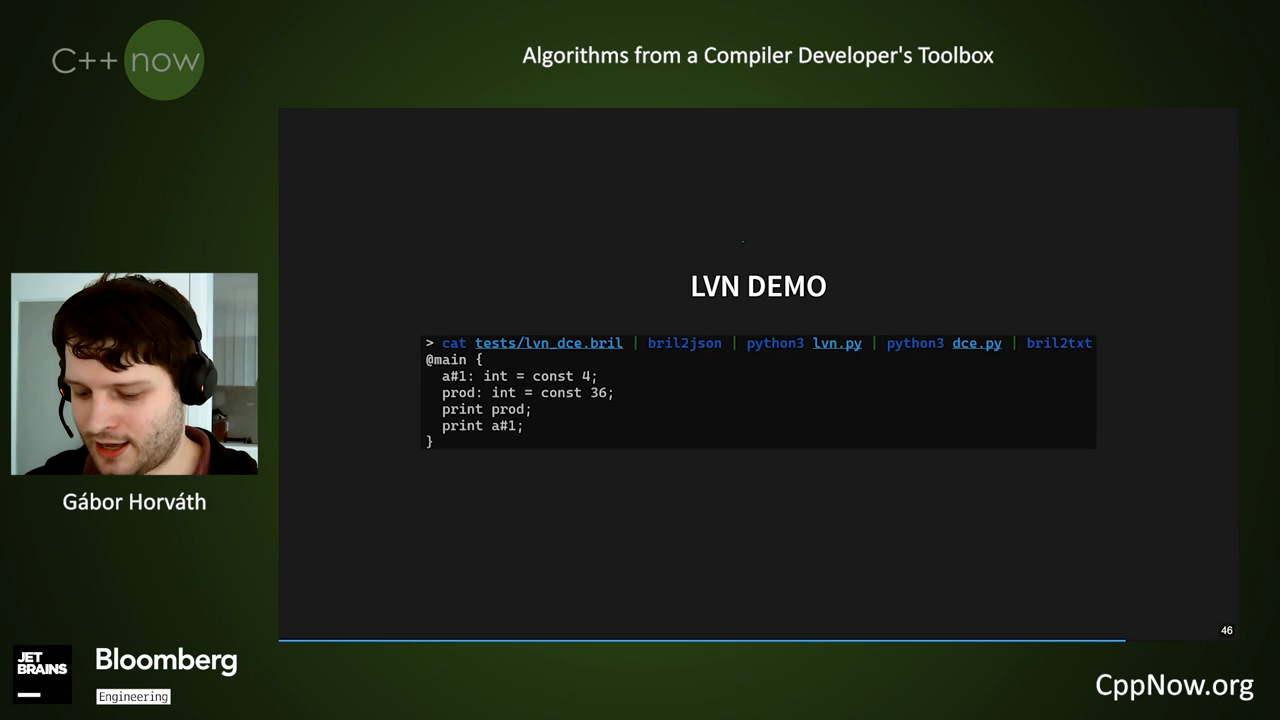 C++ now
Algorithms from a Compiler Developer's Toolbox
LVN DEMO
> cat tests/lvn_dce.bril | bril2json | python3 lvn.py | python3 dce.py | bril2txt
@main {
  a#1: int = const 4;
  prod: int = const 36;
  print prod;
  print a#1;
}
Gábor Horváth
46
JET
BRAINS
Bloomberg
Engineering
CppNow.org